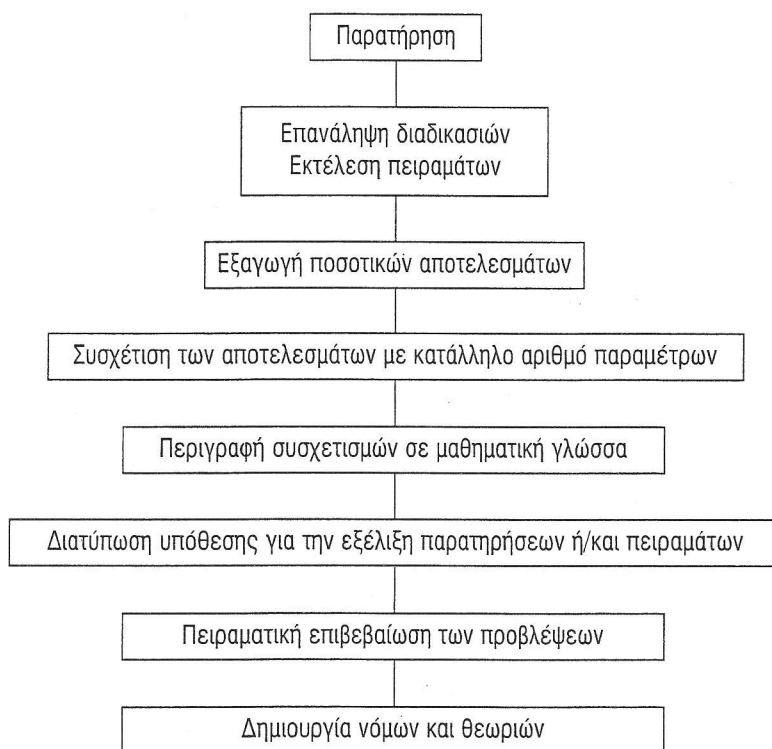 Παρατήρηση
Επανάληψη διαδικασιών
Εκτέλεση πειραμάτων
Εξαγωγή ποσοτικών αποτελεσμάτων
Συσχέτιση των αποτελεσμάτων με κατάλληλο αριθμό παραμέτρων
Περιγραφή συσχετισμών σε μαθηματική γλώσσα
Διατύπωση υπόθεσης για την εξέλιξη παρατηρήσεων ή/και πειραμάτων
Πειραματική επιβεβαίωση των προβλέψεων
Δημιουργία νόμων και θεωριών